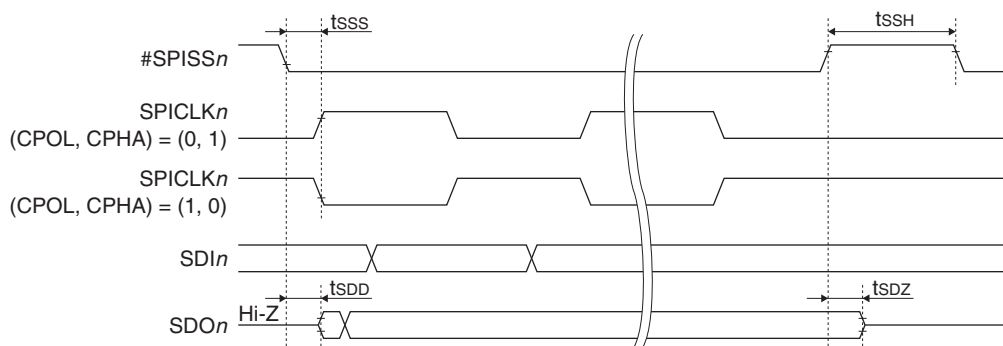 tSSS
tSSH
#SPISSn
SPICLKn
(CPOL, CPHA) = (0, 1)
SPICLKn
(CPOL, CPHA) = (1, 0)
SDIn
tSDD
tSDZ
Hi-Z
SDOn